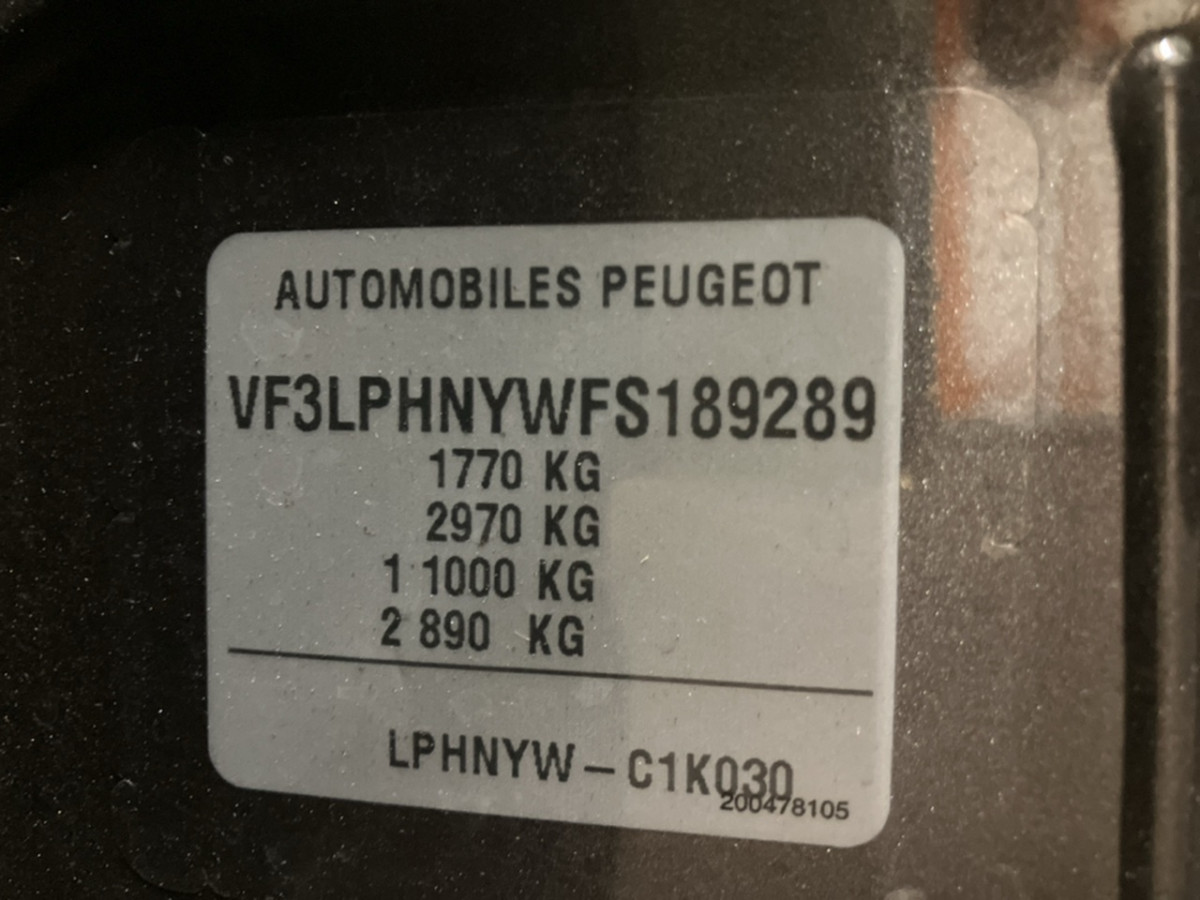 AUTOMOBILES PEUGEOT
VF3LPHNYWFS189289
1770 KG
2970 KG
1 1000 KG
2 890 KG
LPHNYW – C1K030
200478105